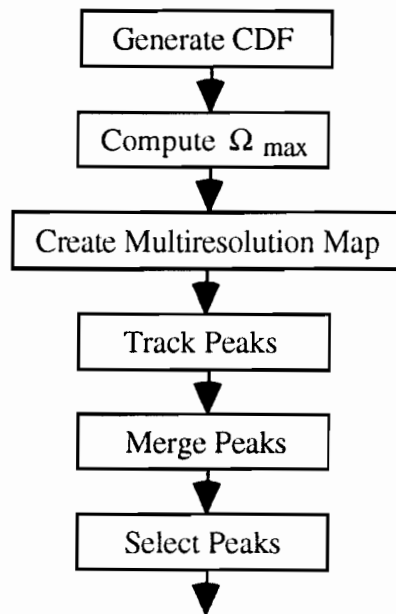 Generate CDF
Compute Ω max
Create Multiresolution Map
Track Peaks
Merge Peaks
Select Peaks